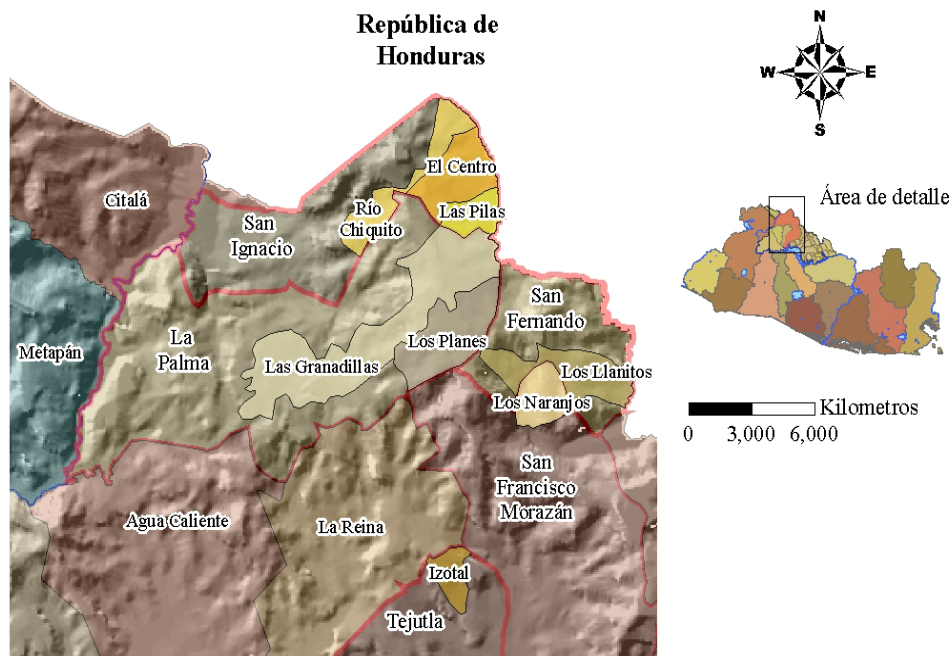 República de
Honduras
N
W
E
S
Área de detalle
Citalá
El Centro
Río
Chiquito
Las Pilas
San
Ignacio
San
Fernando
Metapán
La
Palma
Las Granadillas
Los Planes
Los Llanitos
Los Naranjos
Kilometros
0
3,000
6,000
San
Francisco
Morazán
Agua Caliente
La Reina
Izotal
Tejutla